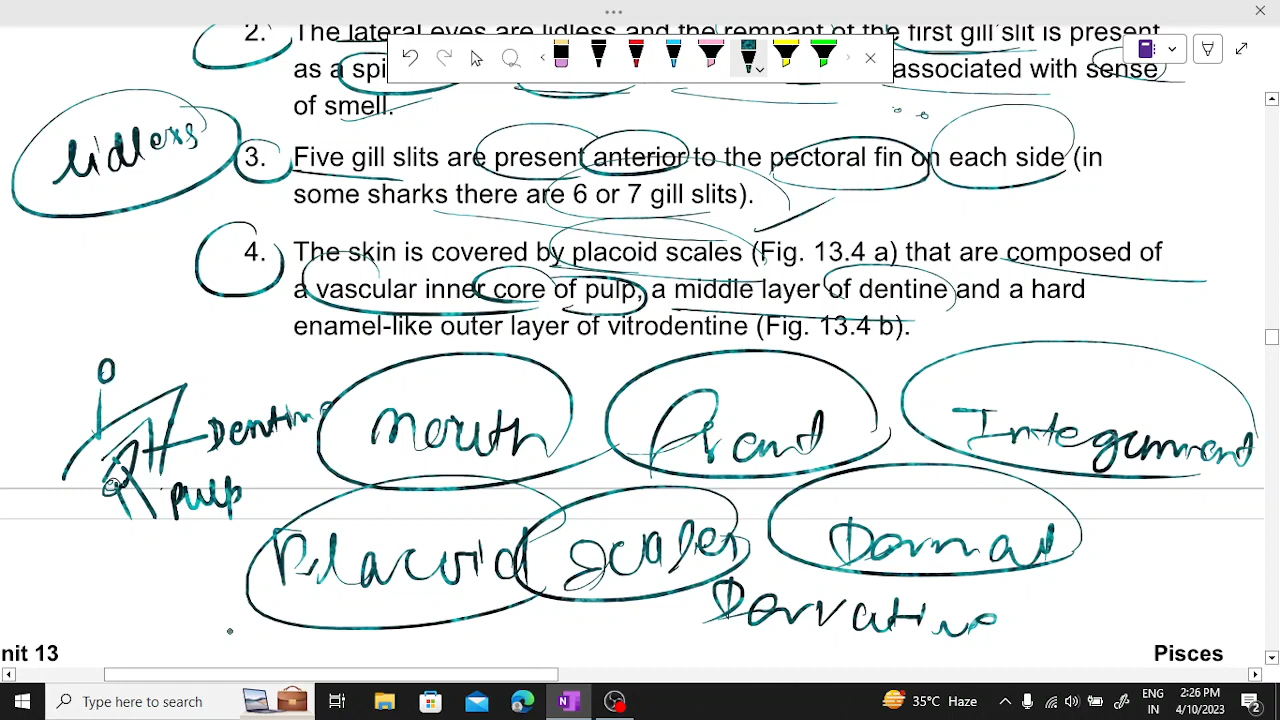 2. The lateral eyes are lidless and the remnant of the first gill slit is present
as a spi associated with sense
of smell.
lidless
3. Five gill slits are present anterior to the pectoral fin on each side (in
some sharks there are 6 or 7 gill slits).
4. The skin is covered by placoid scales (Fig. 13.4 a) that are composed of
a vascular inner core of pulp, a middle layer of dentine and a hard
enamel-like outer layer of vitrodentine (Fig. 13.4 b).
Dentine
pulp
Mouth
Integument
Placoid scales
nit 13
Pisces
Type here to search
35°C Haze
ENG
IN
2:26 PM
4/10/2023